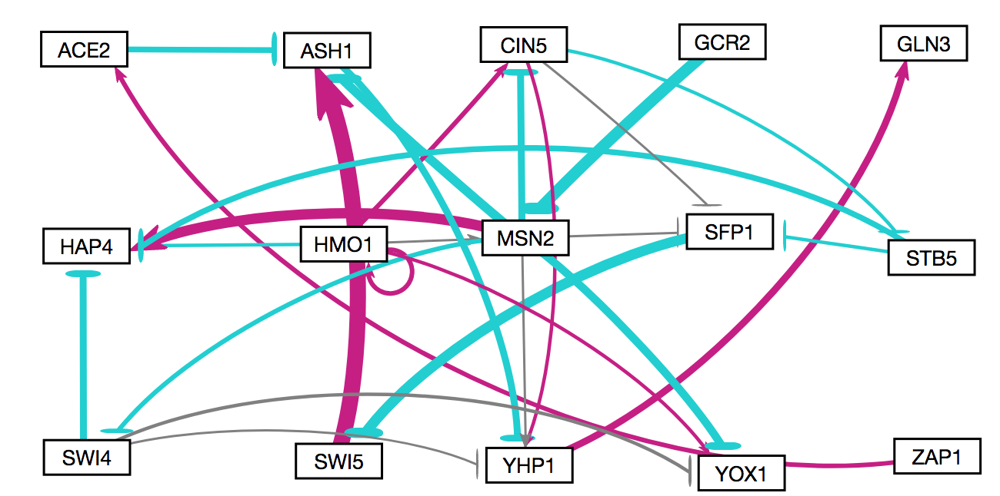 ACE2
ASH1
CIN5
GCR2
GLN3
HAP4
HMO1
MSN2
SFP1
STB5
SWI4
SWI5
YHP1
YOX1
ZAP1